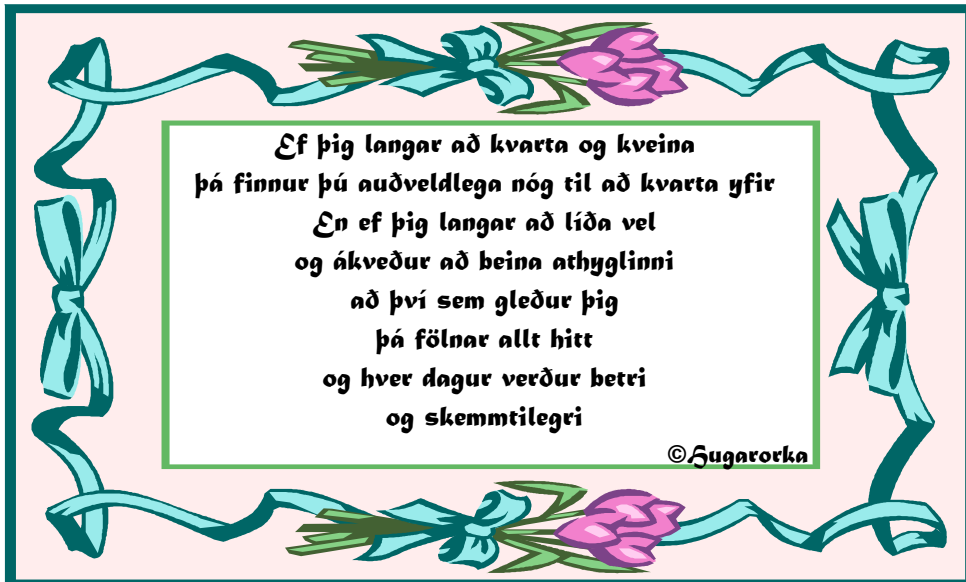 Ef þig langar að kvarta og kveina
þá finnur þú auðveldlega nóg til að kvarta yfir
En ef þig langar að líða vel
og ákveður að beina athyglinni
að því sem gleður þig
þá fölnar allt hitt
og hver dagur verður betri
og skemmtilegri
©Hugarorka